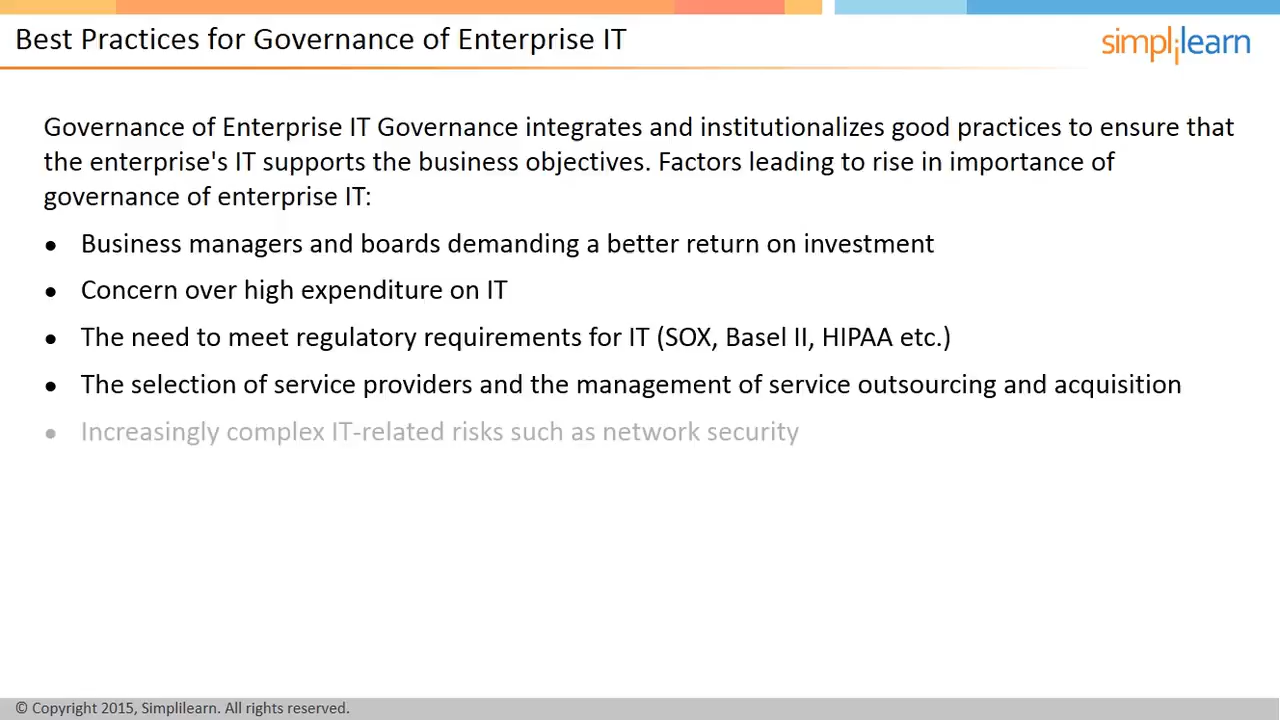 Best Practices for Governance of Enterprise IT
simplilearn
Governance of Enterprise IT Governance integrates and institutionalizes good practices to ensure that
the enterprise's IT supports the business objectives. Factors leading to rise in importance of
governance of enterprise IT:
● Business managers and boards demanding a better return on investment
● Concern over high expenditure on IT
● The need to meet regulatory requirements for IT (SOX, Basel II, HIPAA etc.)
● The selection of service providers and the management of service outsourcing and acquisition
● Increasingly complex IT-related risks such as network security
© Copyright 2015, Simplilearn. All rights reserved.